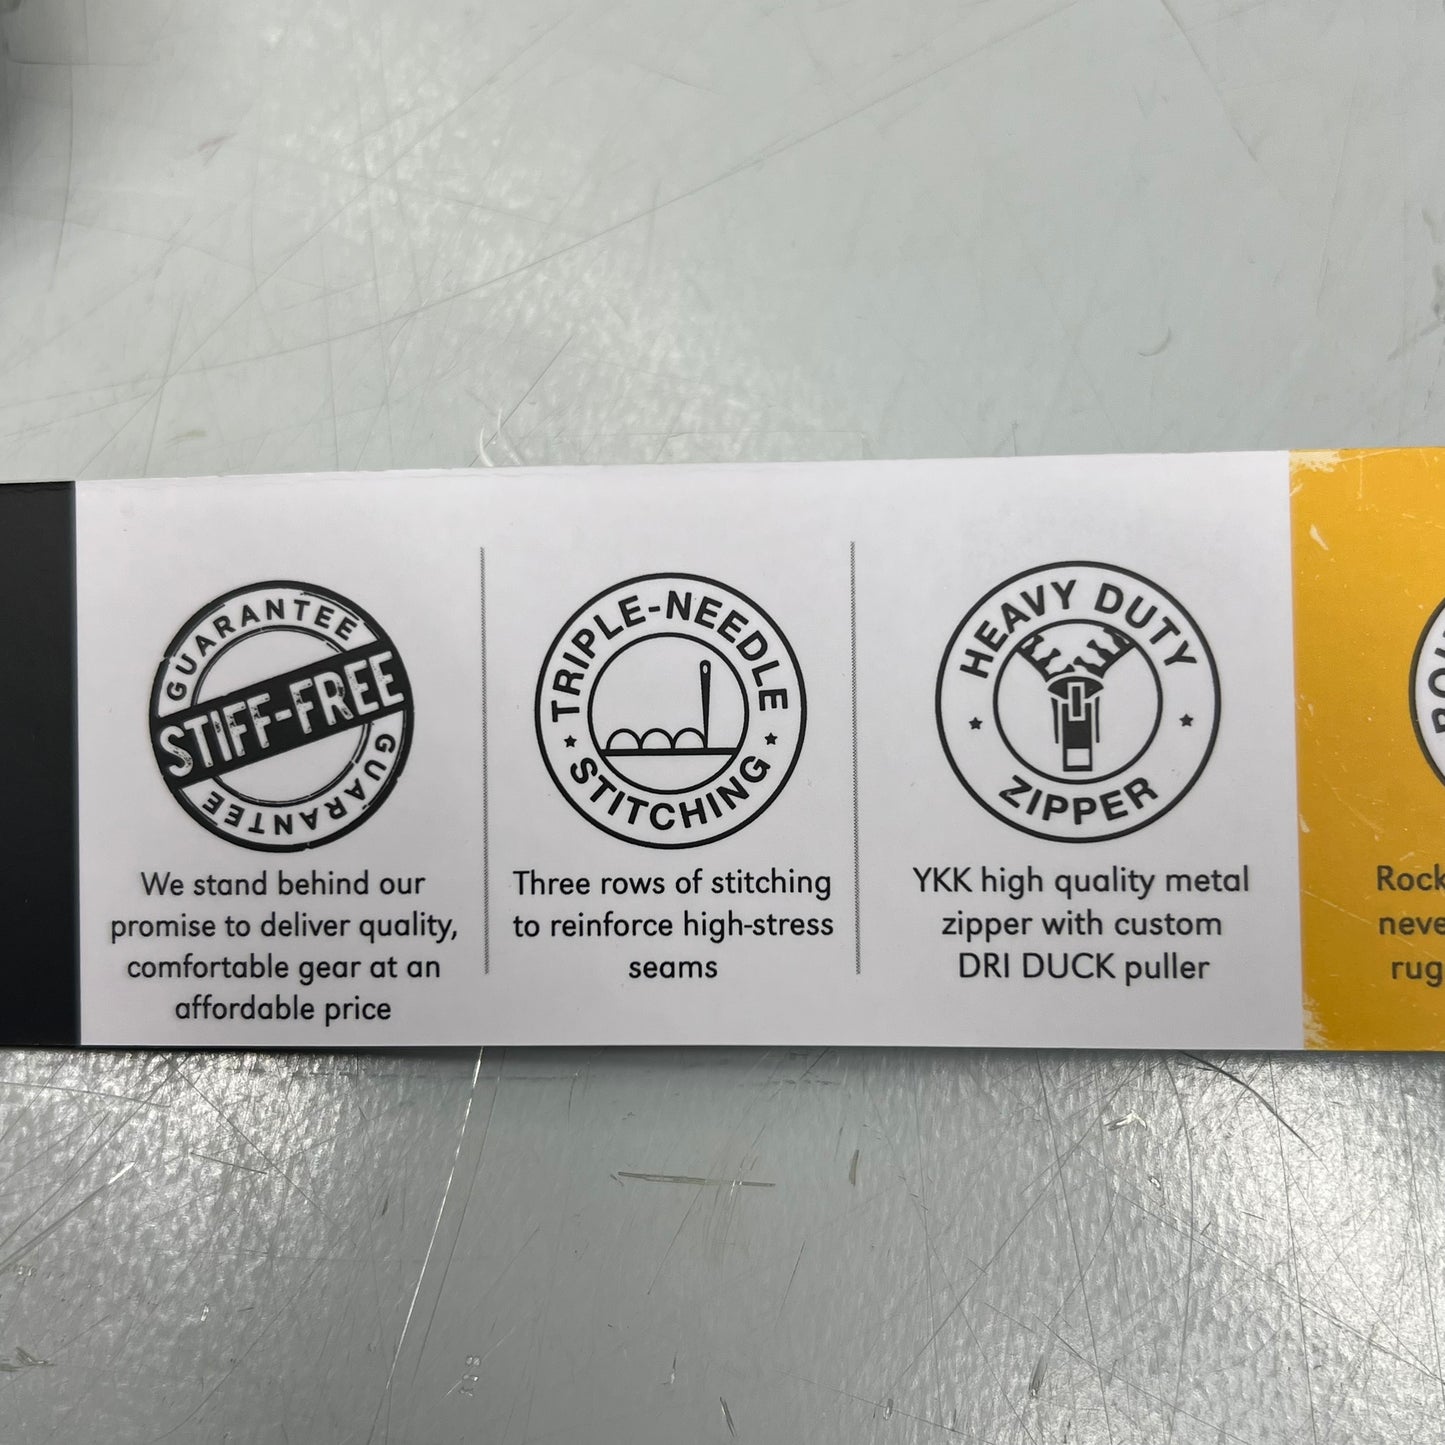 GUARANTEE
STIFF-FREE
GUARANTEE
We stand behind our
promise to deliver quality,
comfortable gear at an
affordable price
TRIPLE-NEEDLE
STITCHING
Three rows of stitching
to reinforce high-stress
seams
HEAVY DUTY
ZIPPER
YKK high quality metal
zipper with custom
DRI DUCK puller